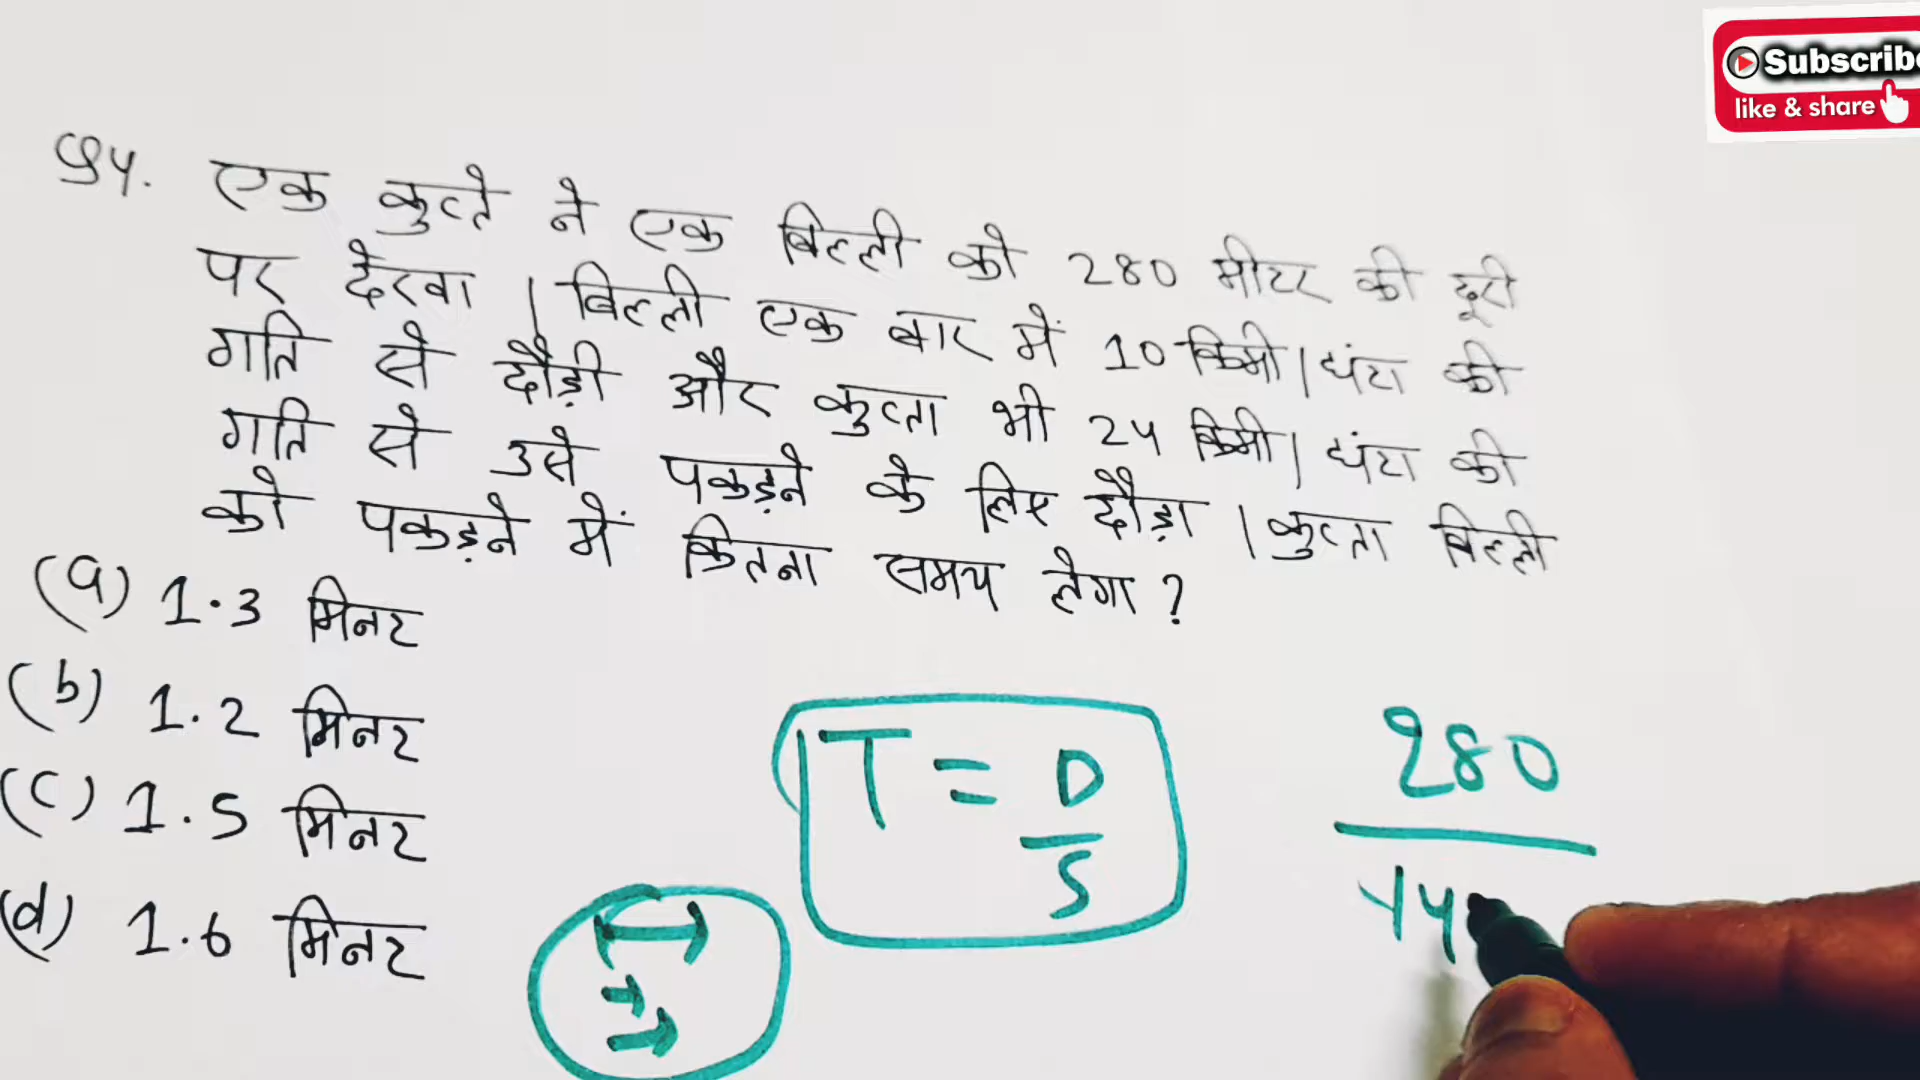 Subscribe
like & share
Q4. एक कुत्ते ने एक बिल्ली को 280 मीटर की दूरी
पर देखा | बिल्ली एक बार में 10 किमी/घंटा की
गति से दौड़ी और कुत्ता भी 24 किमी/घंटा की
गति से उसे पकड़ने के लिए दौड़ा | कुत्ता बिल्ली
को पकड़ने में कितना समय लेगा ?
(a) 1.3 मिनट
(b) 1.2 मिनट
(c) 1.5 मिनट
(d) 1.6 मिनट
T = D
S
280
14